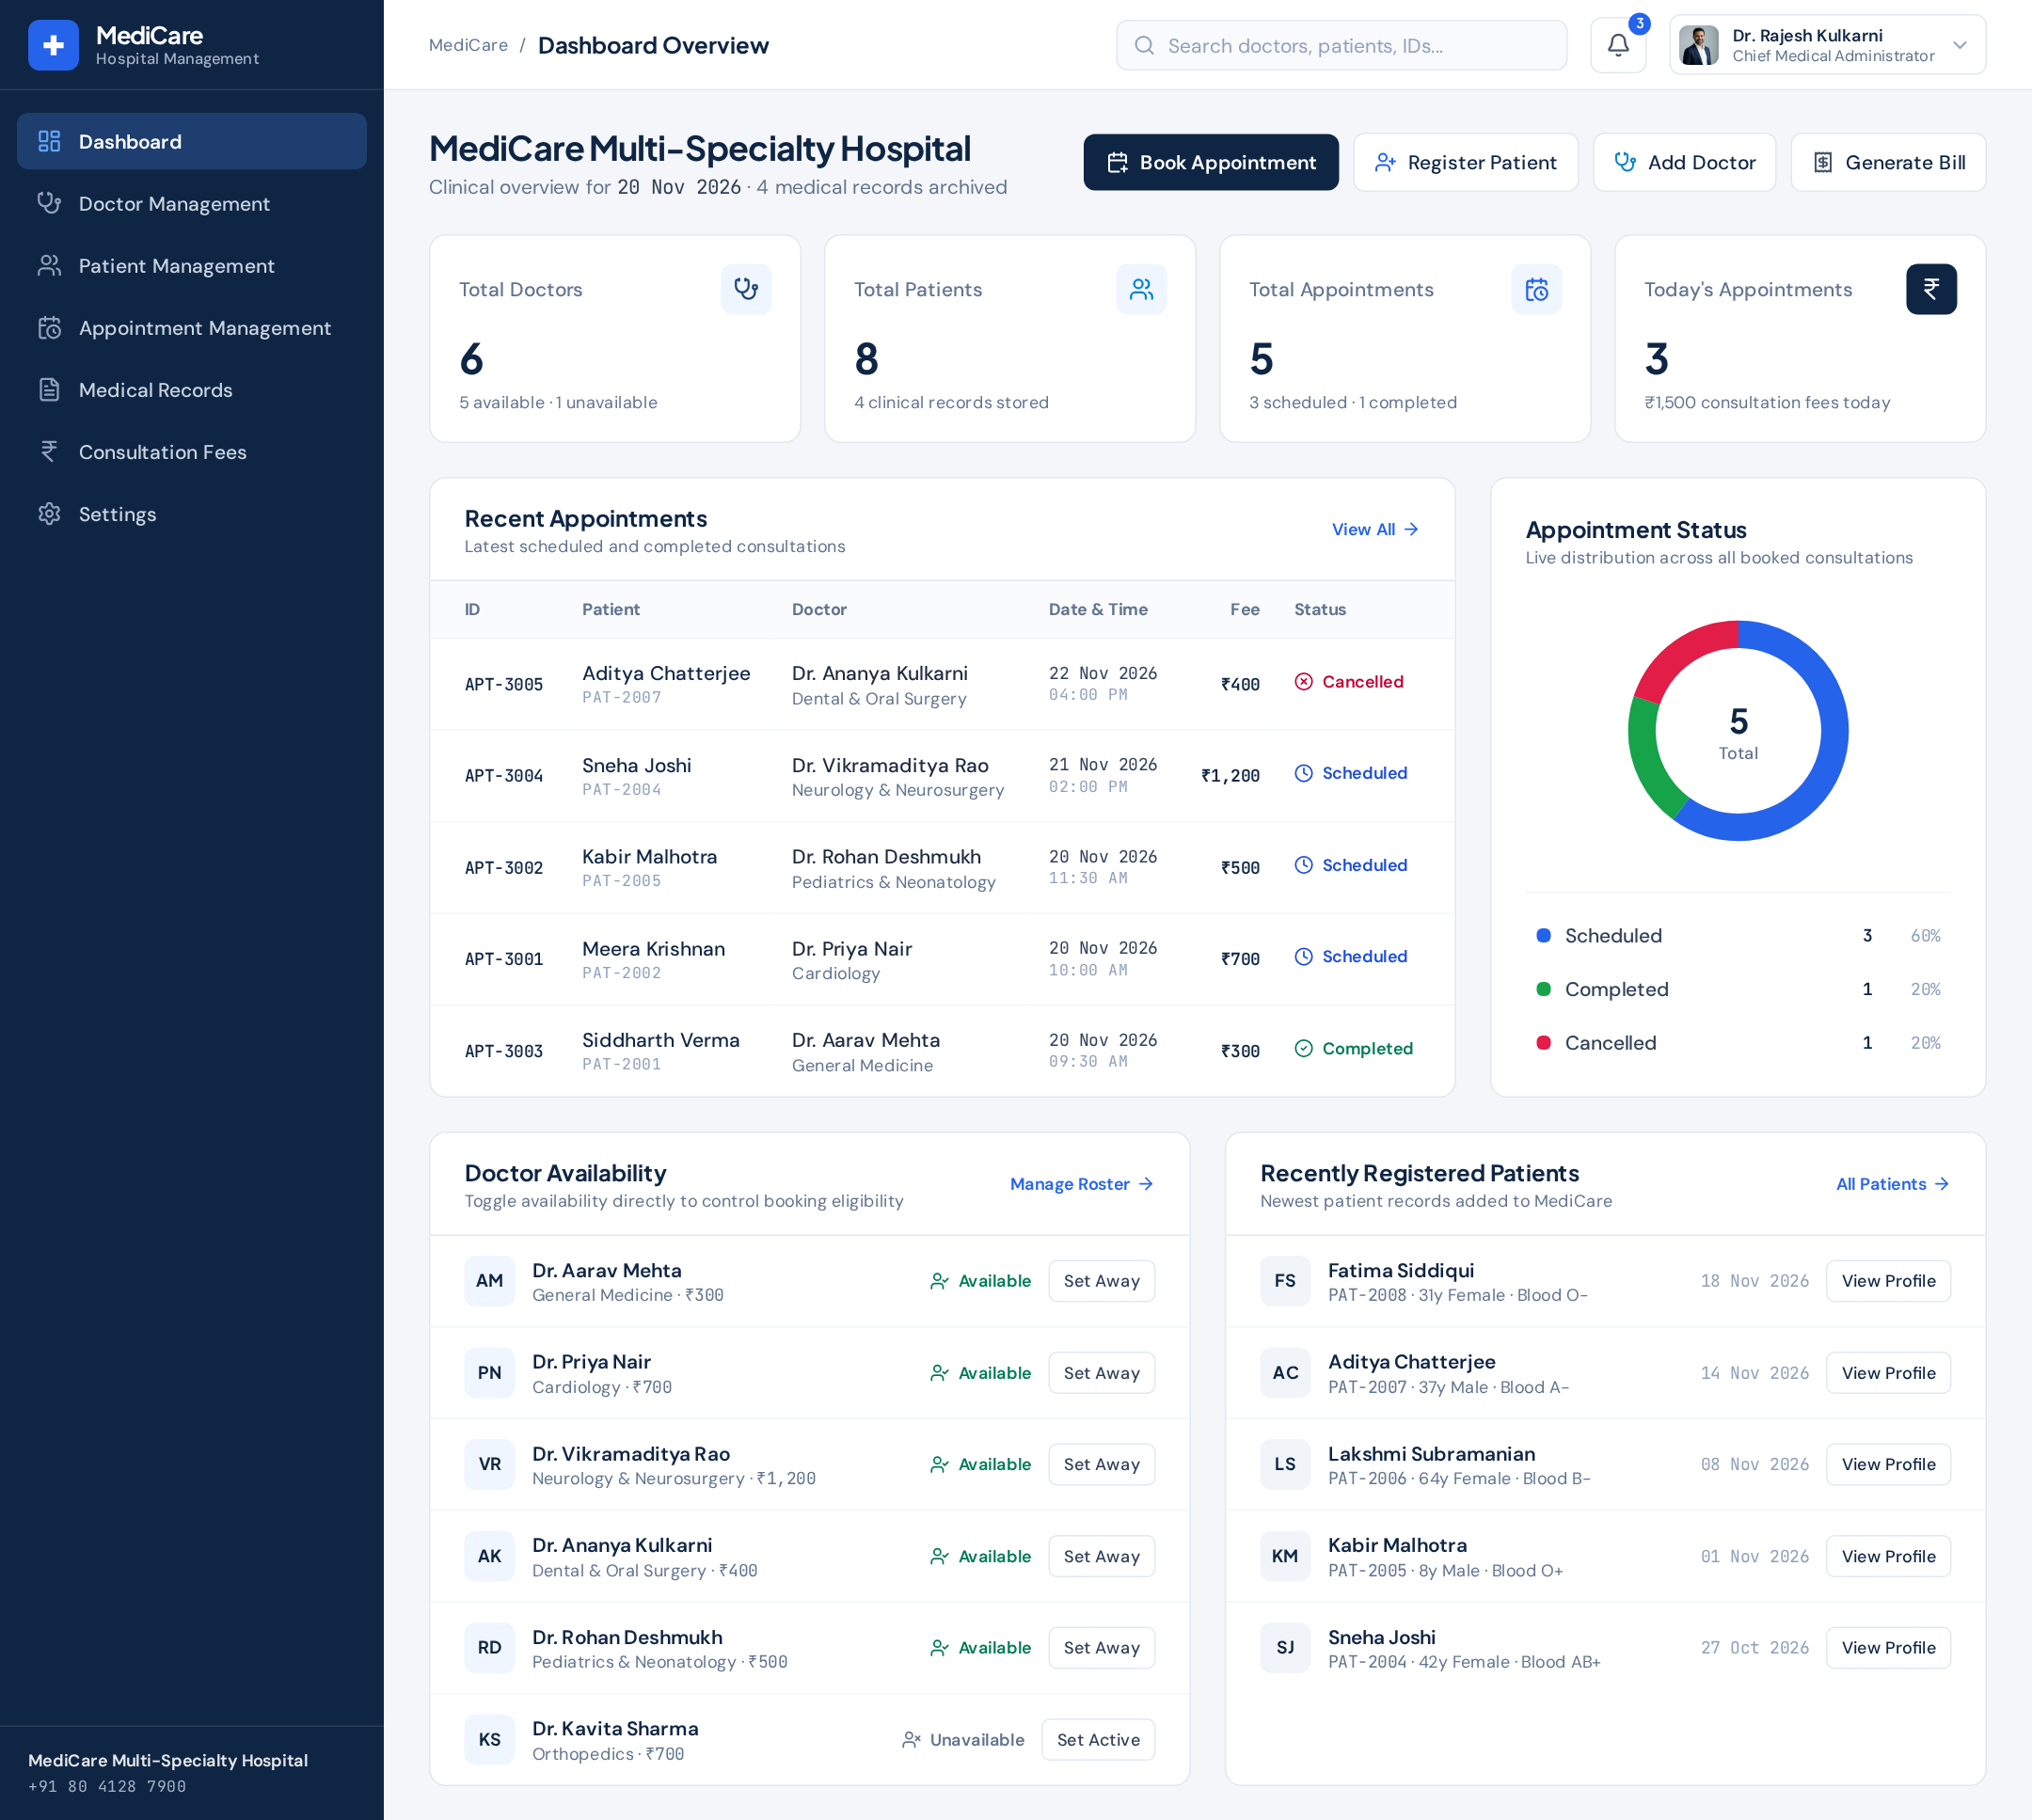 MediCare
Hospital Management
Dashboard
Doctor Management
Patient Management
Appointment Management
Medical Records
Consultation Fees
Settings
MediCare Multi-Specialty Hospital
+91 80 4128 7900
MediCare / Dashboard Overview
Search doctors, patients, IDs...
3
Dr. Rajesh Kulkarni
Chief Medical Administrator
MediCare Multi-Specialty Hospital
Clinical overview for 20 Nov 2026 · 4 medical records archived
Book Appointment
Register Patient
Add Doctor
Generate Bill
Total Doctors
6
5 available · 1 unavailable
Total Patients
8
4 clinical records stored
Total Appointments
5
3 scheduled · 1 completed
Today's Appointments
₹
3
₹1,500 consultation fees today
Recent Appointments
Latest scheduled and completed consultations
View All
ID Patient Doctor Date & Time Fee Status
APT-3005 Aditya Chatterjee Dr. Ananya Kulkarni 22 Nov 2026 ₹400 Cancelled
PAT-2007 Dental & Oral Surgery 04:00 PM
APT-3004 Sneha Joshi Dr. Vikramaditya Rao 21 Nov 2026 ₹1,200 Scheduled
PAT-2004 Neurology & Neurosurgery 02:00 PM
APT-3002 Kabir Malhotra Dr. Rohan Deshmukh 20 Nov 2026 ₹500 Scheduled
PAT-2005 Pediatrics & Neonatology 11:30 AM
APT-3001 Meera Krishnan Dr. Priya Nair 20 Nov 2026 ₹700 Scheduled
PAT-2002 Cardiology 10:00 AM
APT-3003 Siddharth Verma Dr. Aarav Mehta 20 Nov 2026 ₹300 Completed
PAT-2001 General Medicine 09:30 AM
Appointment Status
Live distribution across all booked consultations
5
Total
Scheduled 3 60%
Completed 1 20%
Cancelled 1 20%
Doctor Availability
Toggle availability directly to control booking eligibility
Manage Roster
AM Dr. Aarav Mehta Available Set Away
General Medicine · ₹300
PN Dr. Priya Nair Available Set Away
Cardiology · ₹700
VR Dr. Vikramaditya Rao Available Set Away
Neurology & Neurosurgery · ₹1,200
AK Dr. Ananya Kulkarni Available Set Away
Dental & Oral Surgery · ₹400
RD Dr. Rohan Deshmukh Available Set Away
Pediatrics & Neonatology · ₹500
KS Dr. Kavita Sharma Unavailable Set Active
Orthopedics · ₹700
Recently Registered Patients
Newest patient records added to MediCare
All Patients
FS Fatima Siddiqui 18 Nov 2026 View Profile
PAT-2008 · 31y Female · Blood O-
AC Aditya Chatterjee 14 Nov 2026 View Profile
PAT-2007 · 37y Male · Blood A-
LS Lakshmi Subramanian 08 Nov 2026 View Profile
PAT-2006 · 64y Female · Blood B-
KM Kabir Malhotra 01 Nov 2026 View Profile
PAT-2005 · 8y Male · Blood O+
SJ Sneha Joshi 27 Oct 2026 View Profile
PAT-2004 · 42y Female · Blood AB+